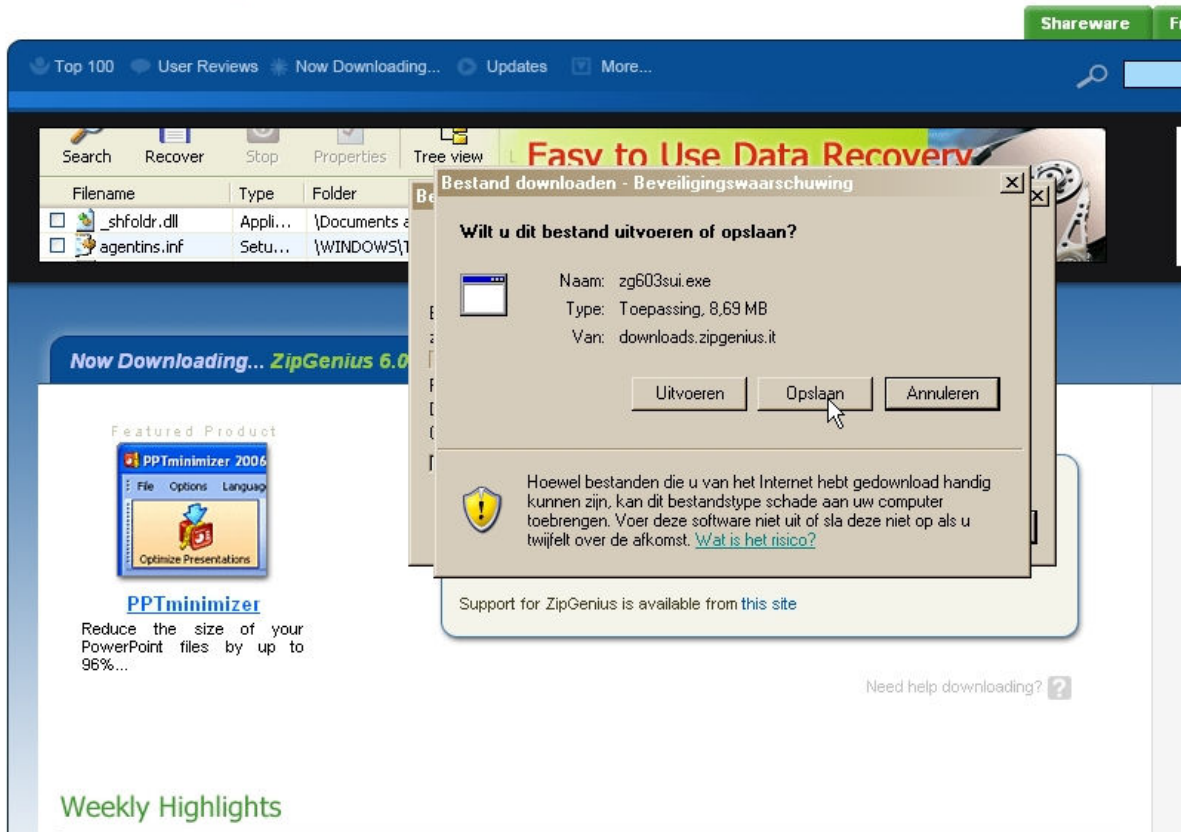 Shareware
Top 100 User Reviews Now Downloading... Updates More...
Search Recover Stop Properties Tree view
Easy to Use Data Recovery
Filename Type Folder
_shfoldr.dll Appli... \Documents a
agentins.inf Setu... \WINDOWS\T
Be
Bestand downloaden - Beveiligingswaarschuwing
Wilt u dit bestand uitvoeren of opslaan?
Naam: zg603sui.exe
Type: Toepassing, 8,69 MB
Van: downloads.zipgenius.it
Uitvoeren Opslaan Annuleren
Hoewel bestanden die u van het Internet hebt gedownload handig
kunnen zijn, kan dit bestandstype schade aan uw computer
toebrengen. Voer deze software niet uit of sla deze niet op als u
twijfelt over de afkomst. Wat is het risico?
Now Downloading... ZipGenius 6.0
Featured Product
PPTminimizer 2006
File Options Languag
Optimize Presentations
PPTminimizer
Reduce the size of your
PowerPoint files by up to
96%...
Support for ZipGenius is available from this site
Need help downloading? ?
Weekly Highlights